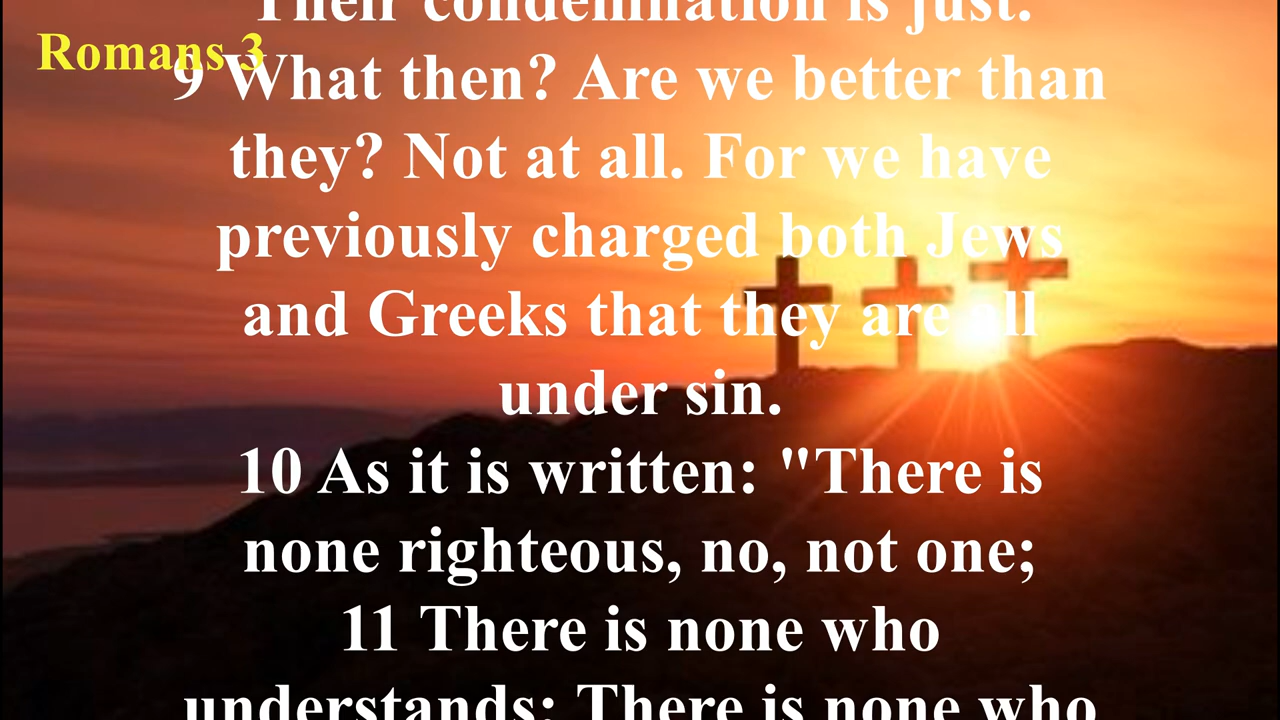 Their condemnation is just.
Romans 3
9 What then? Are we better than
they? Not at all. For we have
previously charged both Jews
and Greeks that they are all
under sin.
10 As it is written: "There is
none righteous, no, not one;
11 There is none who
understands; There is none who